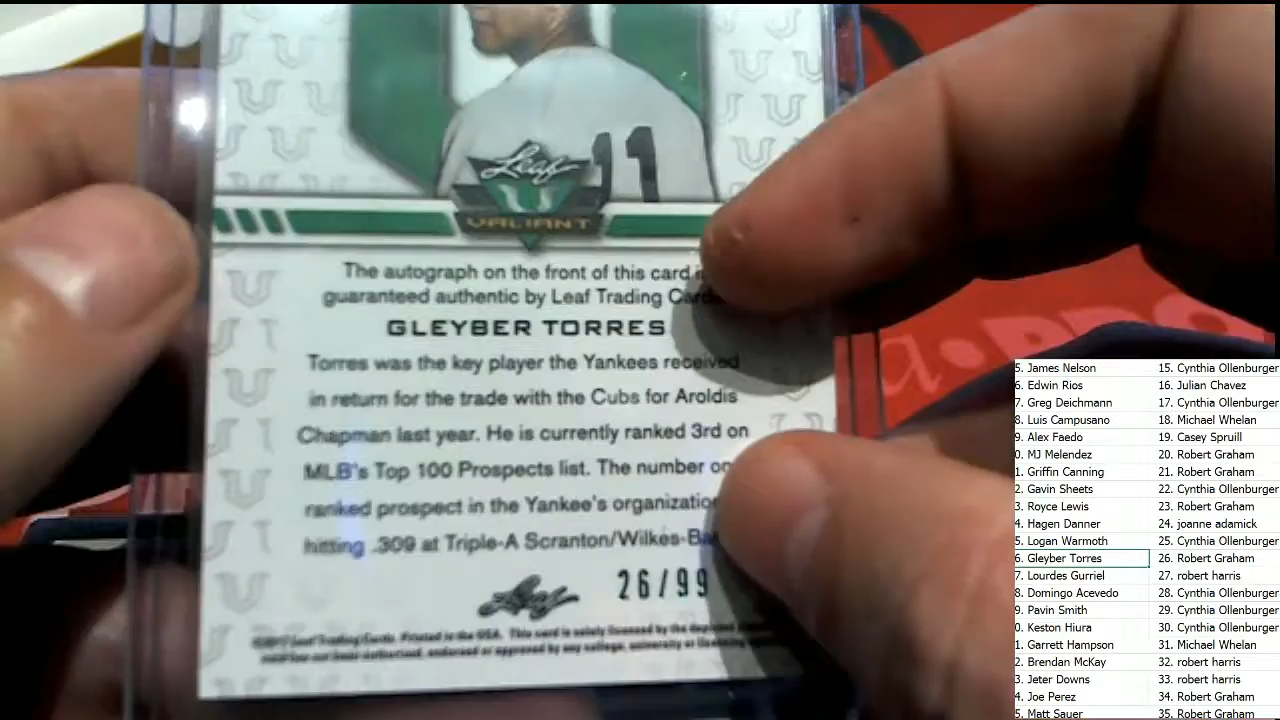 11
Leaf
VALIANT
The autograph on the front of this card
guaranteed authentic by Leaf Trading
GLEYBER TORRES
Torres was the key player the Yankees received
in return for the trade with the Cubs for Aroldis
Chapman last year. He is currently ranked 3rd on
MLB's Top 100 Prospects list. The number
ranked prospect in the Yankee's
hitting .309 at Triple-A
Leaf
26/99
5. James Nelson 15. Cynthia Ollenburger
6. Edwin Rios 16. Julian Chavez
7. Greg Deichmann 17. Cynthia Ollenburger
8. Luis Campusano 18. Michael Whelan
9. Alex Faedo 19. Casey Spruill
0. MJ Melendez 20. Robert Graham
1. Griffin Canning 21. Robert Graham
2. Gavin Sheets 22. Cynthia Ollenburger
3. Royce Lewis 23. Robert Graham
4. Hagen Danner 24. joanne adamick
5. Logan Warmoth 25. Cynthia Ollenburger
6. Gleyber Torres 26. Robert Graham
7. Lourdes Gurriel 27. robert harris
8. Domingo Acevedo 28. Cynthia Ollenburger
9. Pavin Smith 29. Cynthia Ollenburger
0. Keston Hiura 30. Cynthia Ollenburger
1. Garrett Hampson 31. Michael Whelan
2. Brendan McKay 32. robert harris
3. Jeter Downs 33. robert harris
4. Joe Perez 34. Robert Graham
5. Matt Sauer 35. Robert Graham